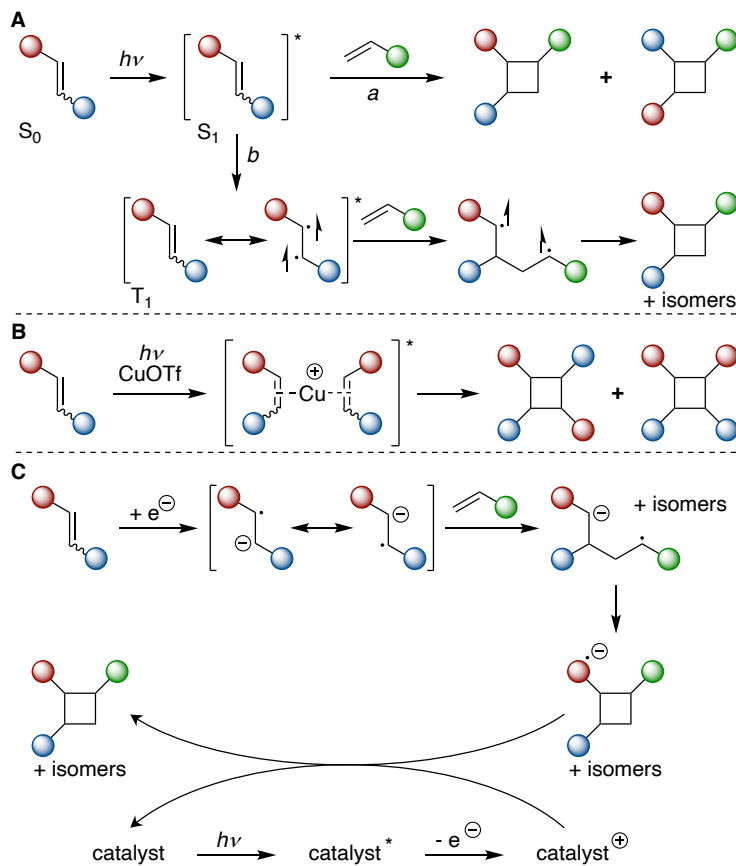 A
hν
*
a
+
S0
S1
b
*
T1
+ isomers
B
hν
CuOTf
⊕
Cu
*
+
C
+ e⊖
⊖
⊖
⊖
+ isomers
⊖
+ isomers
+ isomers
catalyst
hν
catalyst*
- e⊖
catalyst⊕